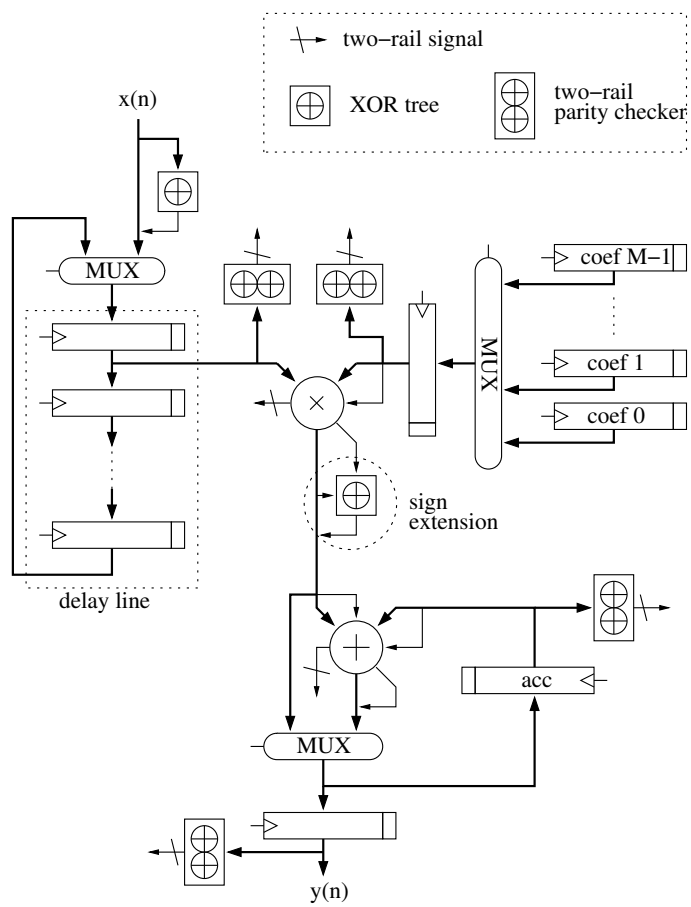 two−rail signal
XOR tree
two−rail
parity checker
x(n)
MUX
coef M-1
MUX
coef 1
coef 0
×
sign
extension
delay line
+
acc
MUX
y(n)